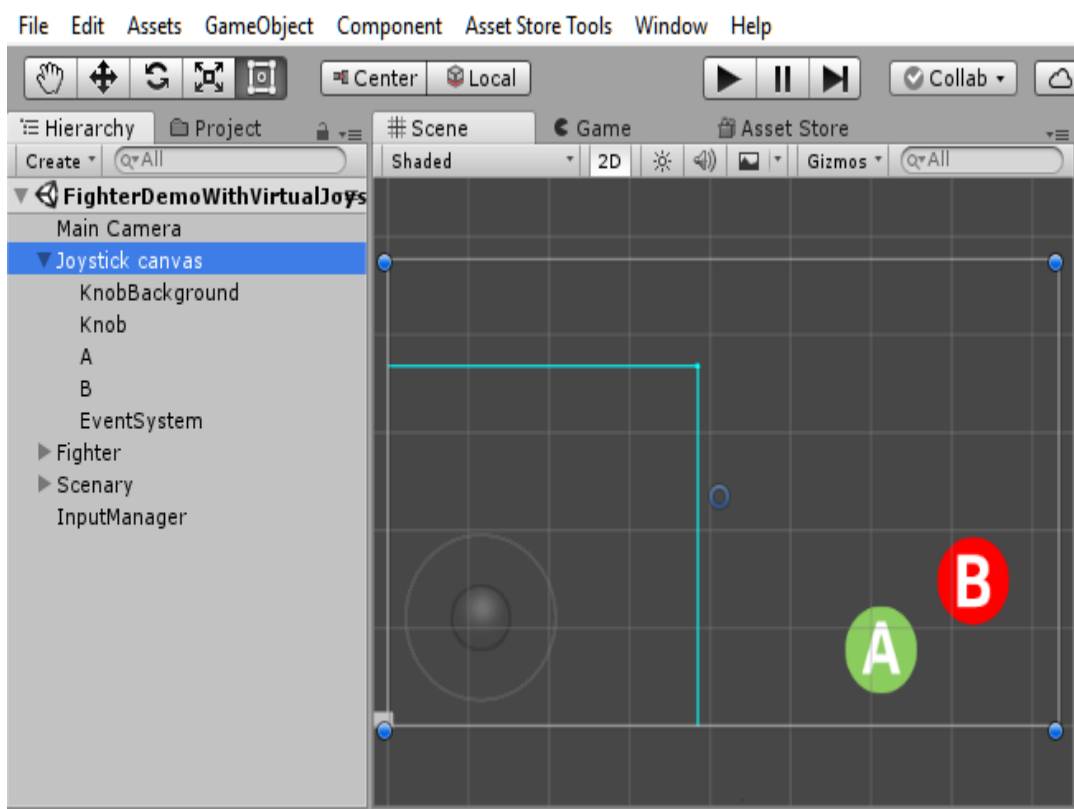 File Edit Assets GameObject Component Asset Store Tools Window Help
Center Local Collab
Hierarchy Project Scene Game Asset Store
Create All Shaded 2D Gizmos All
FighterDemoWithVirtualJoys
Main Camera
Joystick canvas
KnobBackground
Knob
A
B
EventSystem
Fighter
Scenary
InputManager
B
A